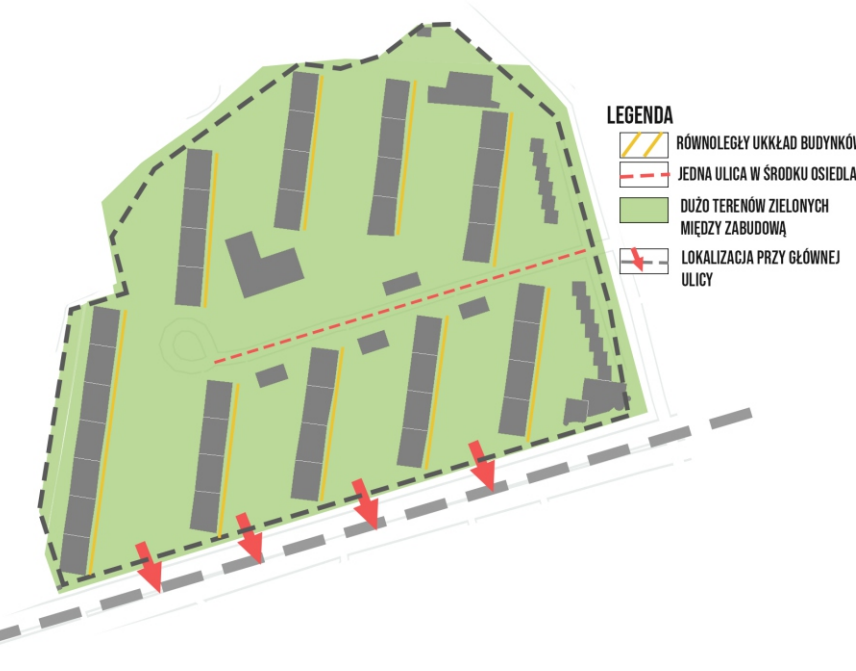 LEGENDA
RÓWNOLEGŁY UKKŁAD BUDYNKÓW
JEDNA ULICA W ŚRODKU OSIEDLA
DUŻO TERENÓW ZIELONYCH
MIĘDZY ZABUDOWĄ
LOKALIZACJA PRZY GŁÓWNEJ
ULICY